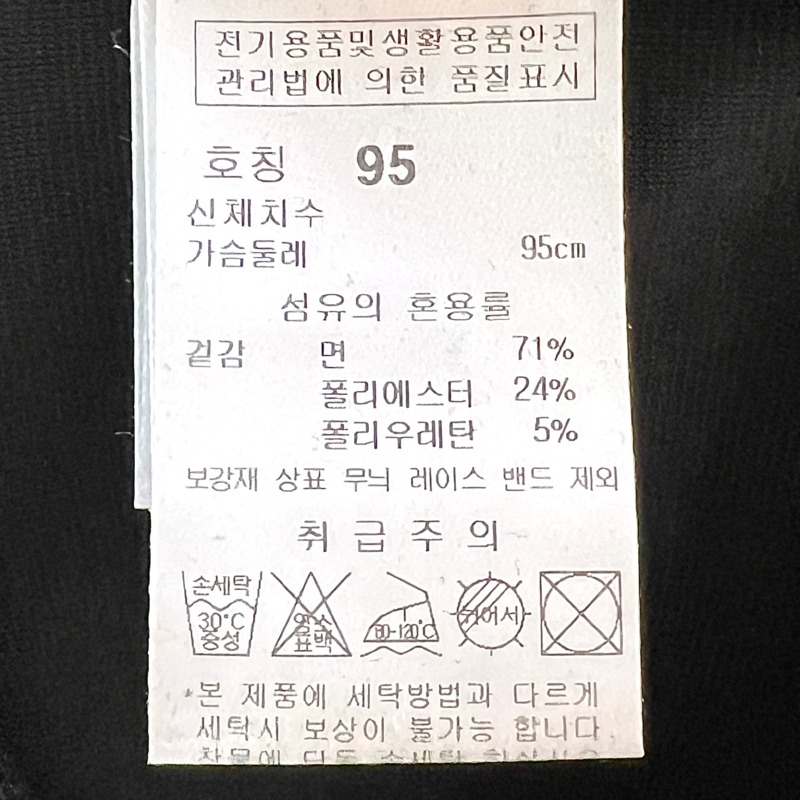 전기용품및생활용품안전
관리법에 의한 품질표시
호칭 95
신체치수
가슴둘레 95cm
섬유의 혼용률
겉감 면 71%
폴리에스터 24%
폴리우레탄 5%
보강재 상표 무늬 레이스 밴드 제외
취급주의
손세탁
30°C
중성
염소
표백
80-120°C
뉘어서
*본 제품에 세탁방법과 다르게
세탁시 보상이 불가능 합니다